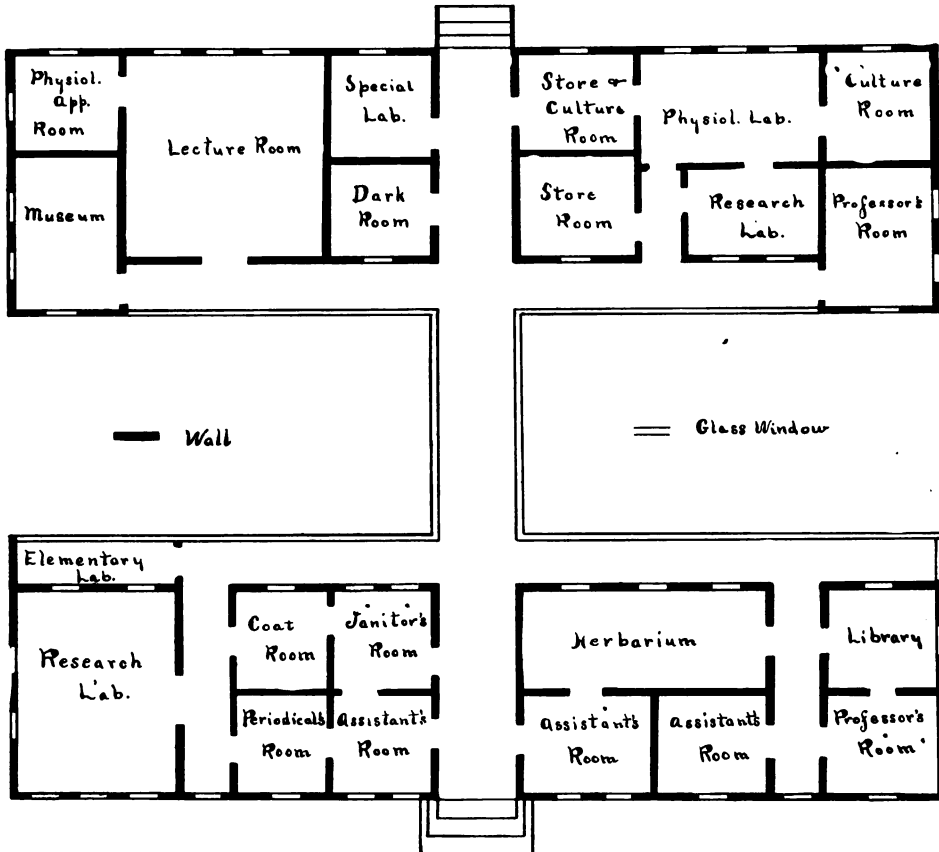 Physiol.
App.
Room
Lecture Room
Special
Lab.
Store &
Culture
Room
Physiol. Lab.
Culture
Room
Museum
Dark
Room
Store
Room
Research
Lab.
Professor's
Room
Wall
Glass Window
Elementary
Lab.
Research
Lab.
Coat
Room
Janitor's
Room
Herbarium
Library
Periodicals
Room
Assistant's
Room
Assistant's
Room
Assistant's
Room
Professor's
Room